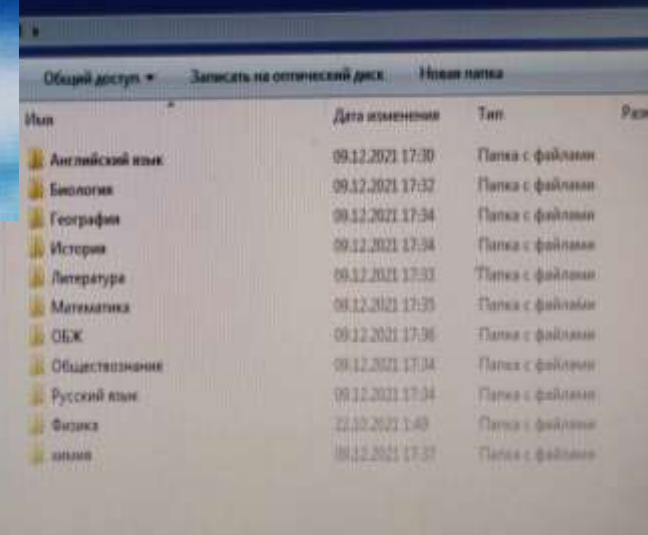 Общий доступ ▼ Записать на оптический диск Новая папка
Имя Дата изменения Тип
Английский язык 09.12.2021 17:30 Папка с файлами
Биология 09.12.2021 17:32 Папка с файлами
География 09.12.2021 17:34 Папка с файлами
История 09.12.2021 17:34 Папка с файлами
Литература 09.12.2021 17:33 Папка с файлами
Математика 09.12.2021 17:35 Папка с файлами
ОБЖ 09.12.2021 17:36 Папка с файлами
Обществознание 09.12.2021 17:34 Папка с файлами
Русский язык 09.12.2021 17:34 Папка с файлами
Физика 1:49 Папка с файлами
химия 09.12.2021 17:37 Папка с файлами